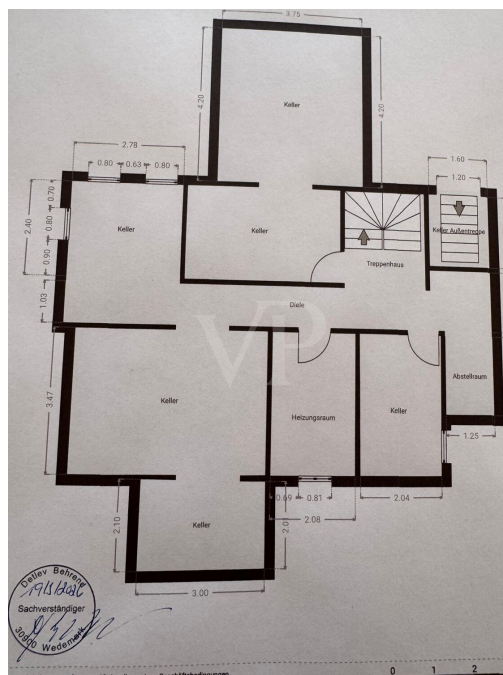 3.75
4.20
4.20
Keller
2.78
0.80
0.63
0.80
1.60
1.20
0.70
0.80
2.40
0.90
1.03
Keller
Keller
Keller Außentreppe
Treppenhaus
Diele
VP
3.47
Keller
Heizungsraum
Keller
Abstellraum
1.25
0.69
0.81
2.04
2.08
2.10
Keller
2.01
3.00
Detlev Behrend
Sachverständiger
30900 Wedemark
0 1 2